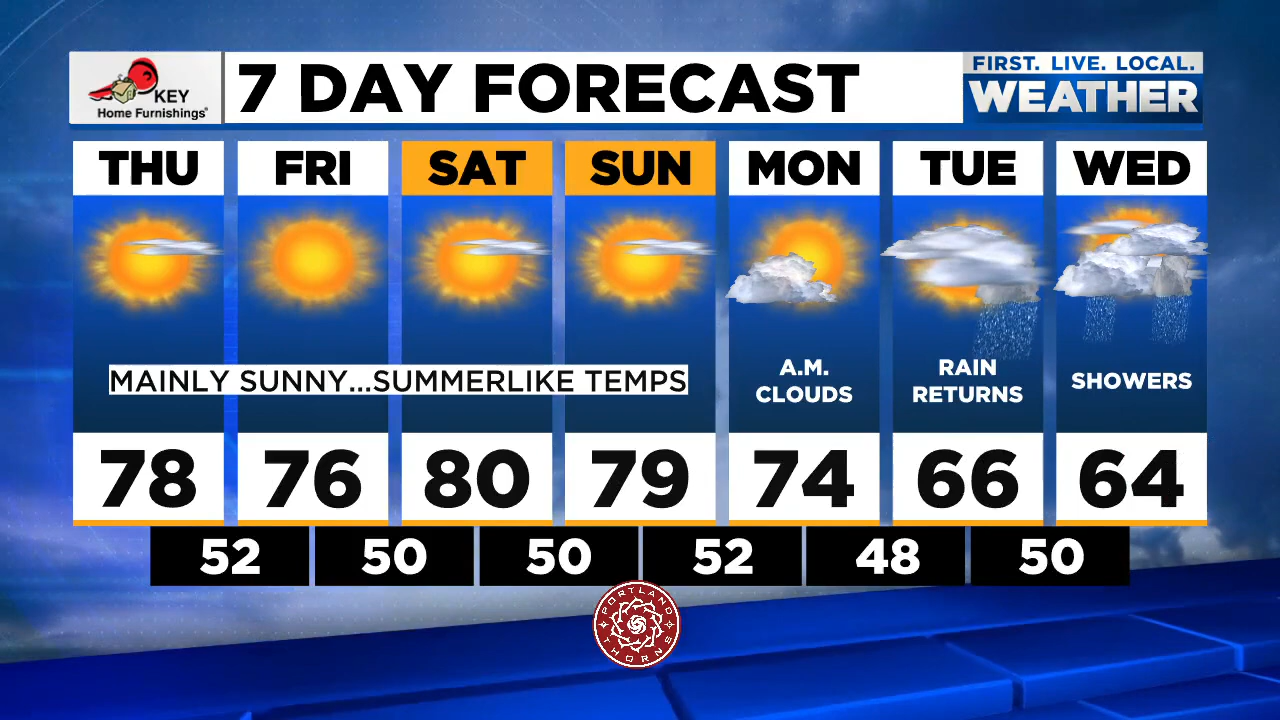 KEY
Home Furnishings®
7 DAY FORECAST
FIRST. LIVE. LOCAL.
WEATHER
THU FRI SAT SUN MON TUE WED
MAINLY SUNNY...SUMMERLIKE TEMPS
A.M.
CLOUDS
RAIN
RETURNS
SHOWERS
78 76 80 79 74 66 64
52 50 50 52 48 50
PORTLAND
THORNS